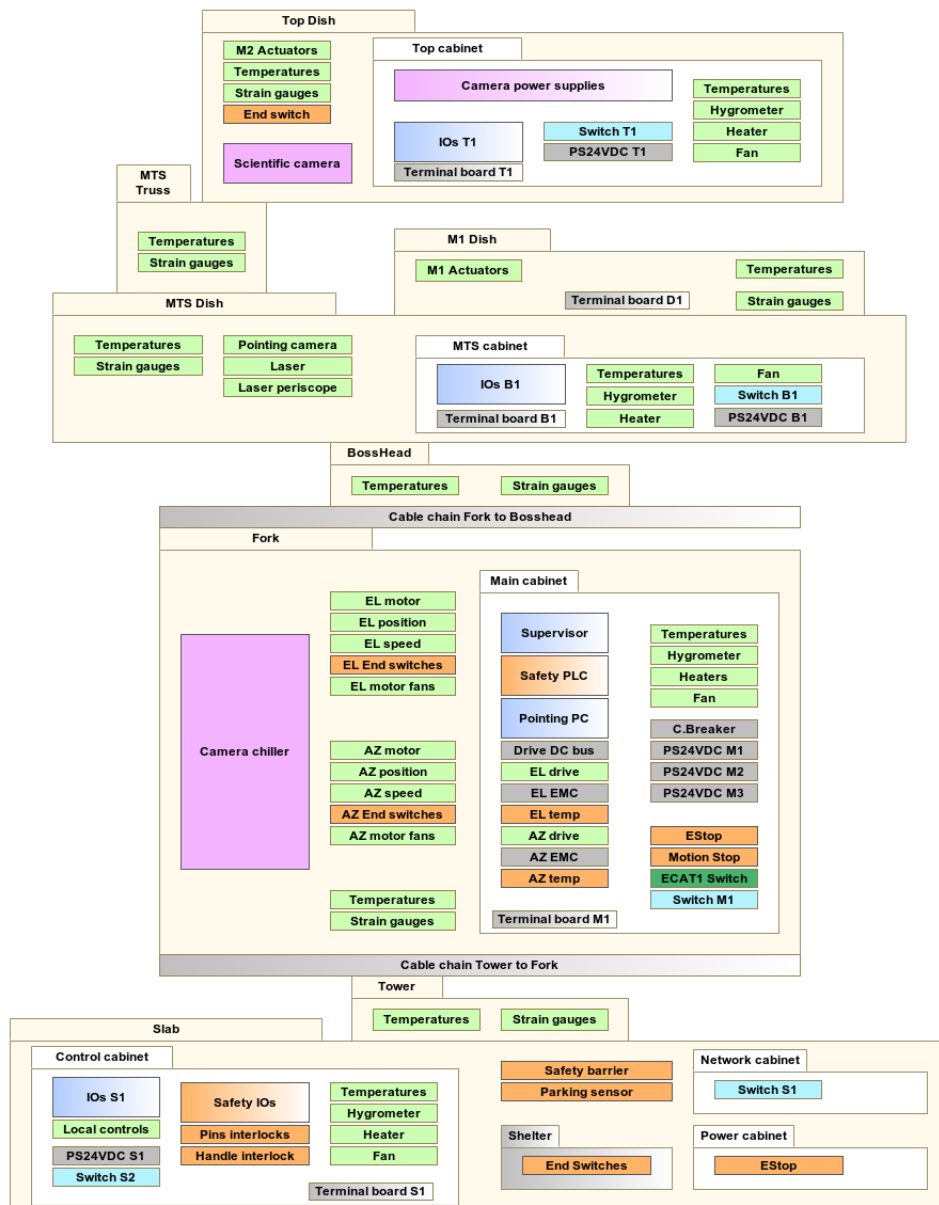 Top Dish
M2 Actuators
Temperatures
Strain gauges
End switch
Scientific camera
Top cabinet
Camera power supplies
IOs T1
Terminal board T1
Switch T1
PS24VDC T1
Temperatures
Hygrometer
Heater
Fan
MTS
Truss
Temperatures
Strain gauges
M1 Dish
M1 Actuators
Terminal board D1
Temperatures
Strain gauges
MTS Dish
Temperatures
Strain gauges
Pointing camera
Laser
Laser periscope
MTS cabinet
IOs B1
Terminal board B1
Temperatures
Hygrometer
Heater
Fan
Switch B1
PS24VDC B1
BossHead
Temperatures
Strain gauges
Cable chain Fork to Bosshead
Fork
Camera chiller
EL motor
EL position
EL speed
EL End switches
EL motor fans
AZ motor
AZ position
AZ speed
AZ End switches
AZ motor fans
Temperatures
Strain gauges
Main cabinet
Supervisor
Safety PLC
Pointing PC
Drive DC bus
EL drive
EL EMC
EL temp
AZ drive
AZ EMC
AZ temp
Terminal board M1
Temperatures
Hygrometer
Heaters
Fan
C.Breaker
PS24VDC M1
PS24VDC M2
PS24VDC M3
EStop
Motion Stop
ECAT1 Switch
Switch M1
Cable chain Tower to Fork
Tower
Temperatures
Strain gauges
Slab
Control cabinet
IOs S1
Local controls
PS24VDC S1
Switch S2
Safety IOs
Pins interlocks
Handle interlock
Temperatures
Hygrometer
Heater
Fan
Terminal board S1
Safety barrier
Parking sensor
Shelter
End Switches
Network cabinet
Switch S1
Power cabinet
EStop